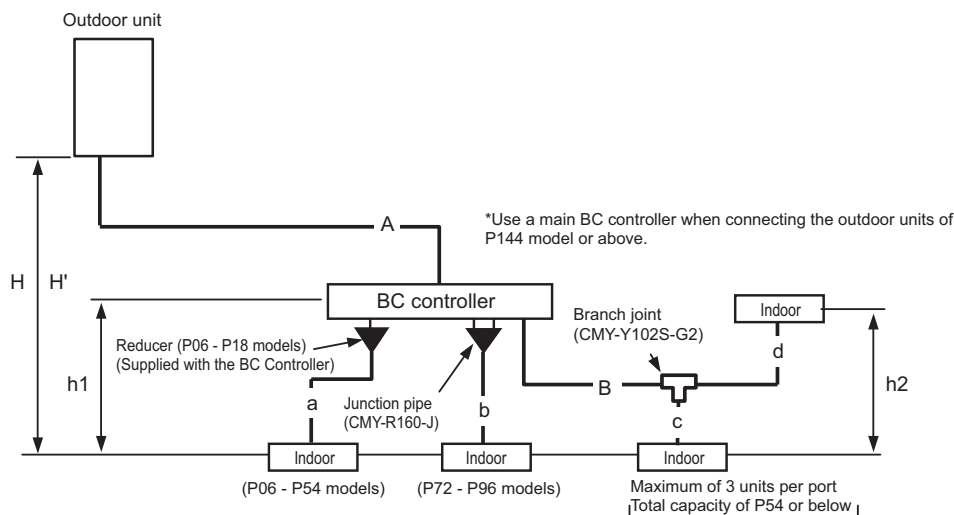 Outdoor unit
A
*Use a main BC controller when connecting the outdoor units of
P144 model or above.
H
H'
BC controller
Indoor
Branch joint
(CMY-Y102S-G2)
Reducer (P06 - P18 models)
(Supplied with the BC Controller)
d
h1
B
h2
a
Junction pipe
(CMY-R160-J)
b
c
Indoor
Indoor
Indoor
(P06 - P54 models)
(P72 - P96 models)
Maximum of 3 units per port
Total capacity of P54 or below